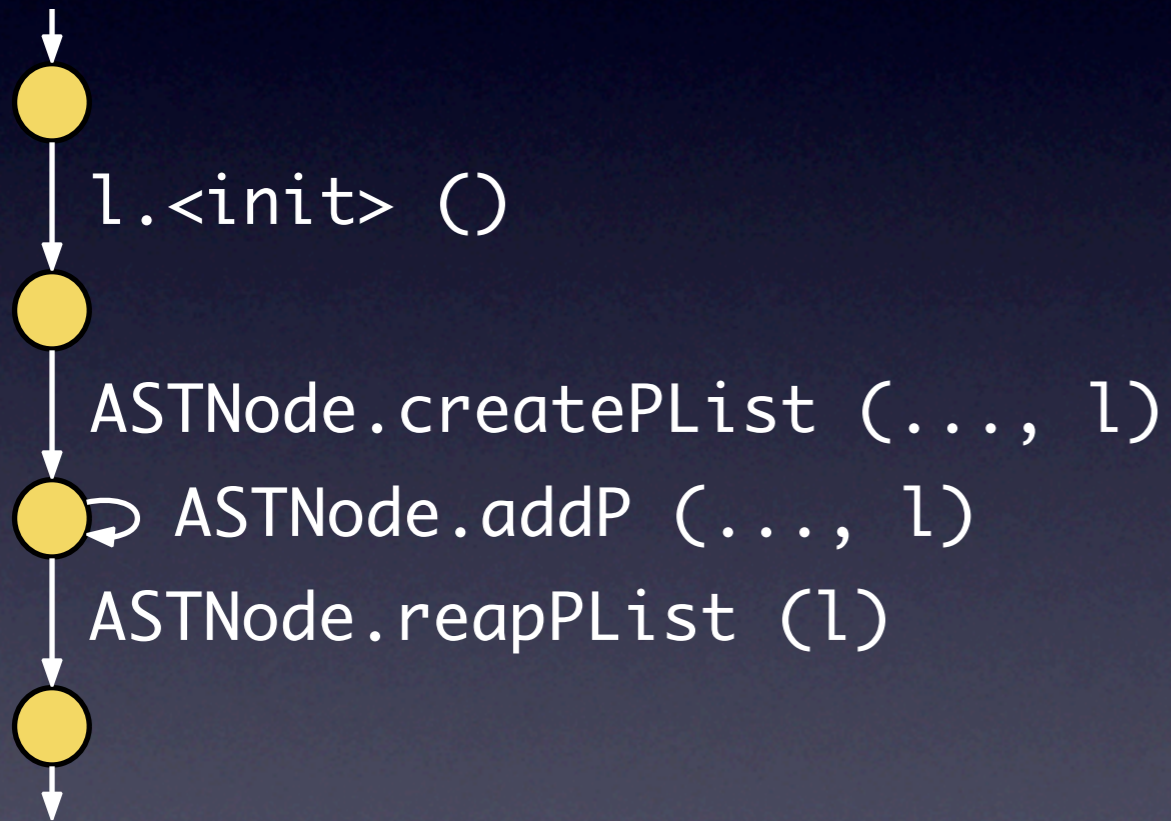 l.<init> ()
ASTNode.createPList (..., l)
ASTNode.addP (..., l)
ASTNode.reapPList (l)